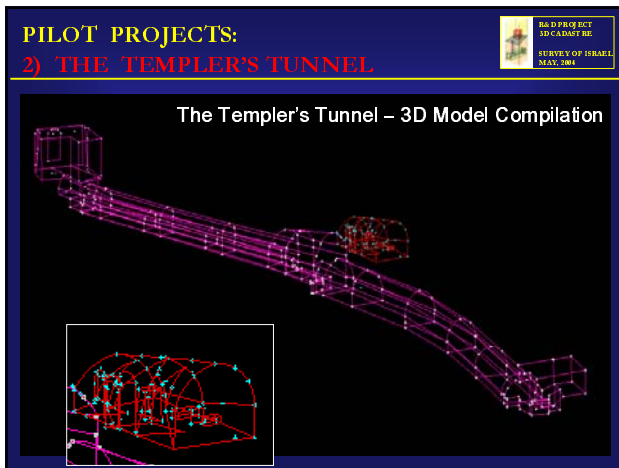 PILOT PROJECTS:
2) THE TEMPLER'S TUNNEL
R&D PROJECT
3D CADASTRE
SURVEY OF ISRAEL
MAY, 2004
The Templer's Tunnel – 3D Model Compilation